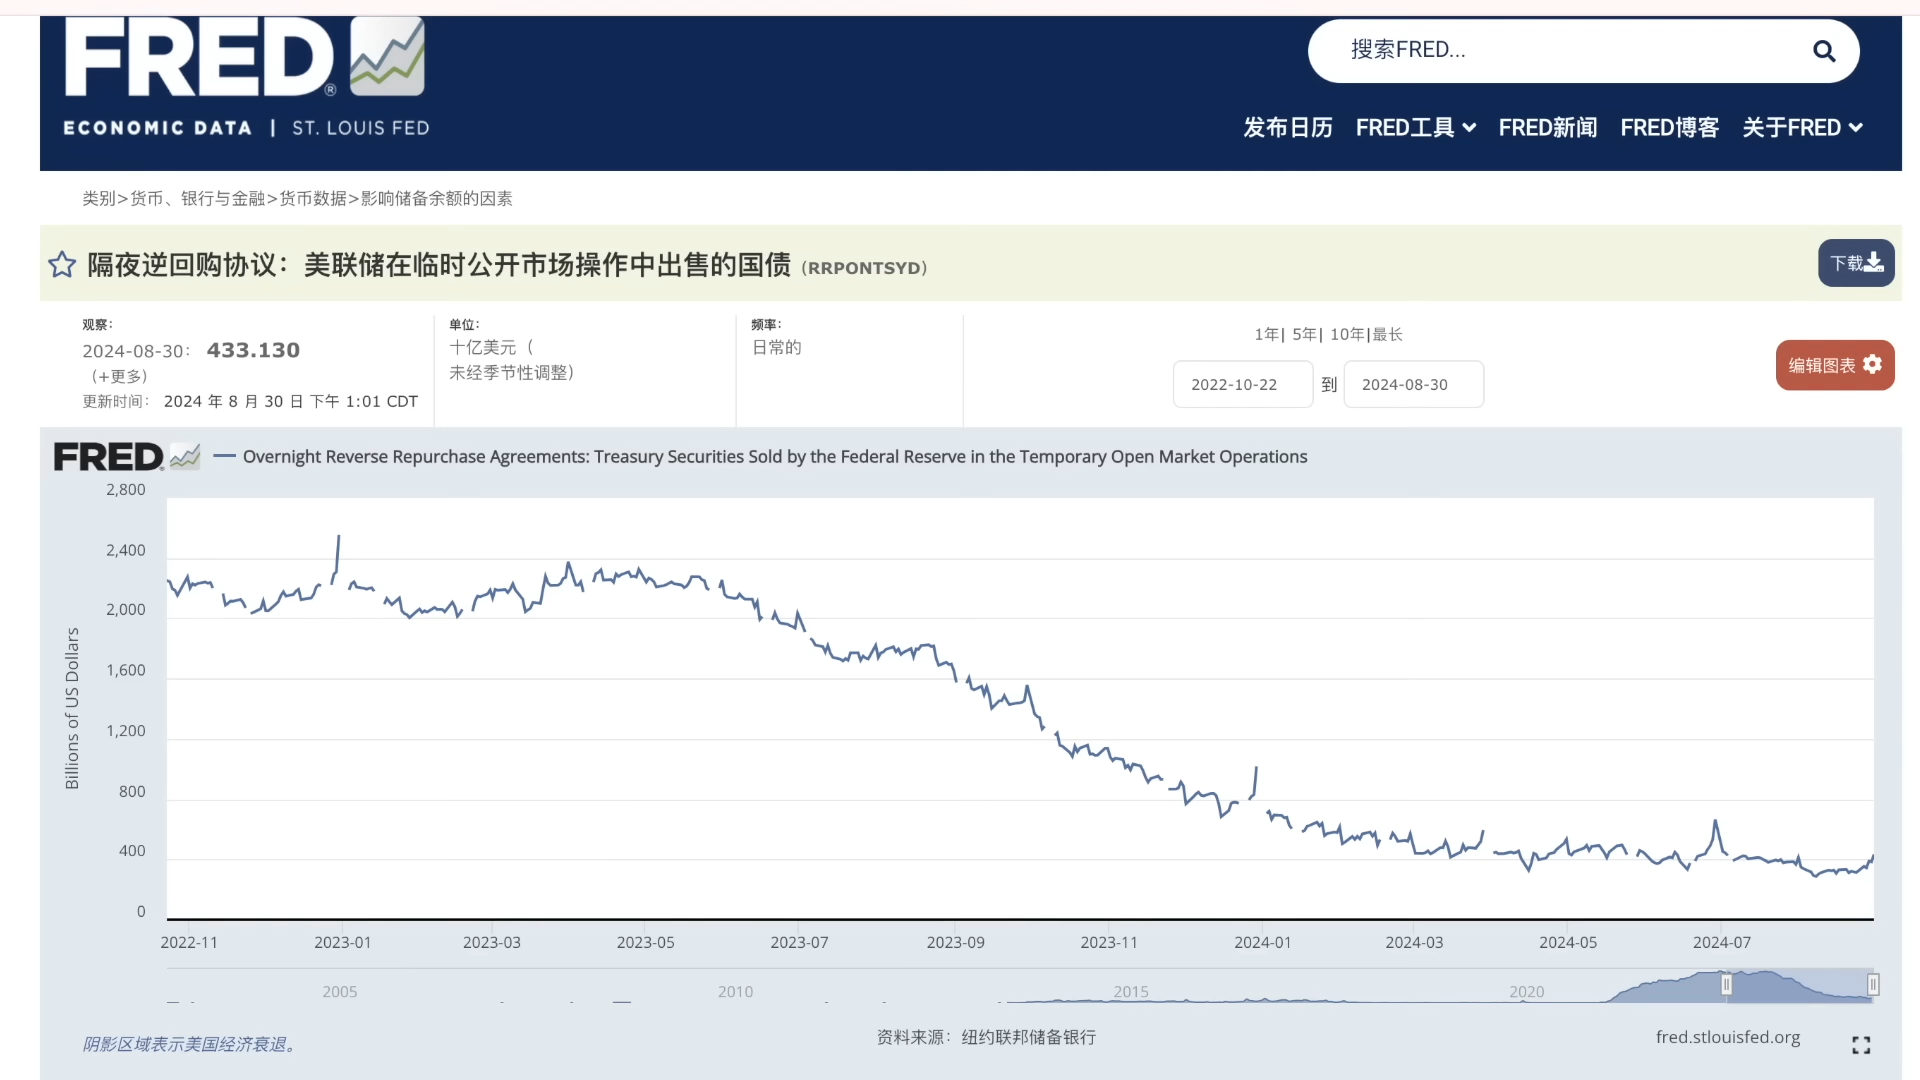 FRED®
ECONOMIC DATA | ST. LOUIS FED
搜索FRED...
发布日历 FRED工具 FRED新闻 FRED博客 关于FRED
类别>货币、银行与金融>货币数据>影响储备余额的因素
隔夜逆回购协议：美联储在临时公开市场操作中出售的国债 (RRPONTSYD)
下载
观察：
2024-08-30： 433.130
（+更多）
更新时间： 2024 年 8 月 30 日 下午 1:01 CDT
单位：
十亿美元（
未经季节性调整）
频率：
日常的
1年| 5年| 10年|最长
2022-10-22 到 2024-08-30
编辑图表
FRED
Overnight Reverse Repurchase Agreements: Treasury Securities Sold by the Federal Reserve in the Temporary Open Market Operations
Billions of US Dollars
2,800
2,400
2,000
1,600
1,200
800
400
0
2022-11 2023-01 2023-03 2023-05 2023-07 2023-09 2023-11 2024-01 2024-03 2024-05 2024-07
2005 2010 2015 2020
阴影区域表示美国经济衰退。
资料来源：纽约联邦储备银行
fred.stlouisfed.org